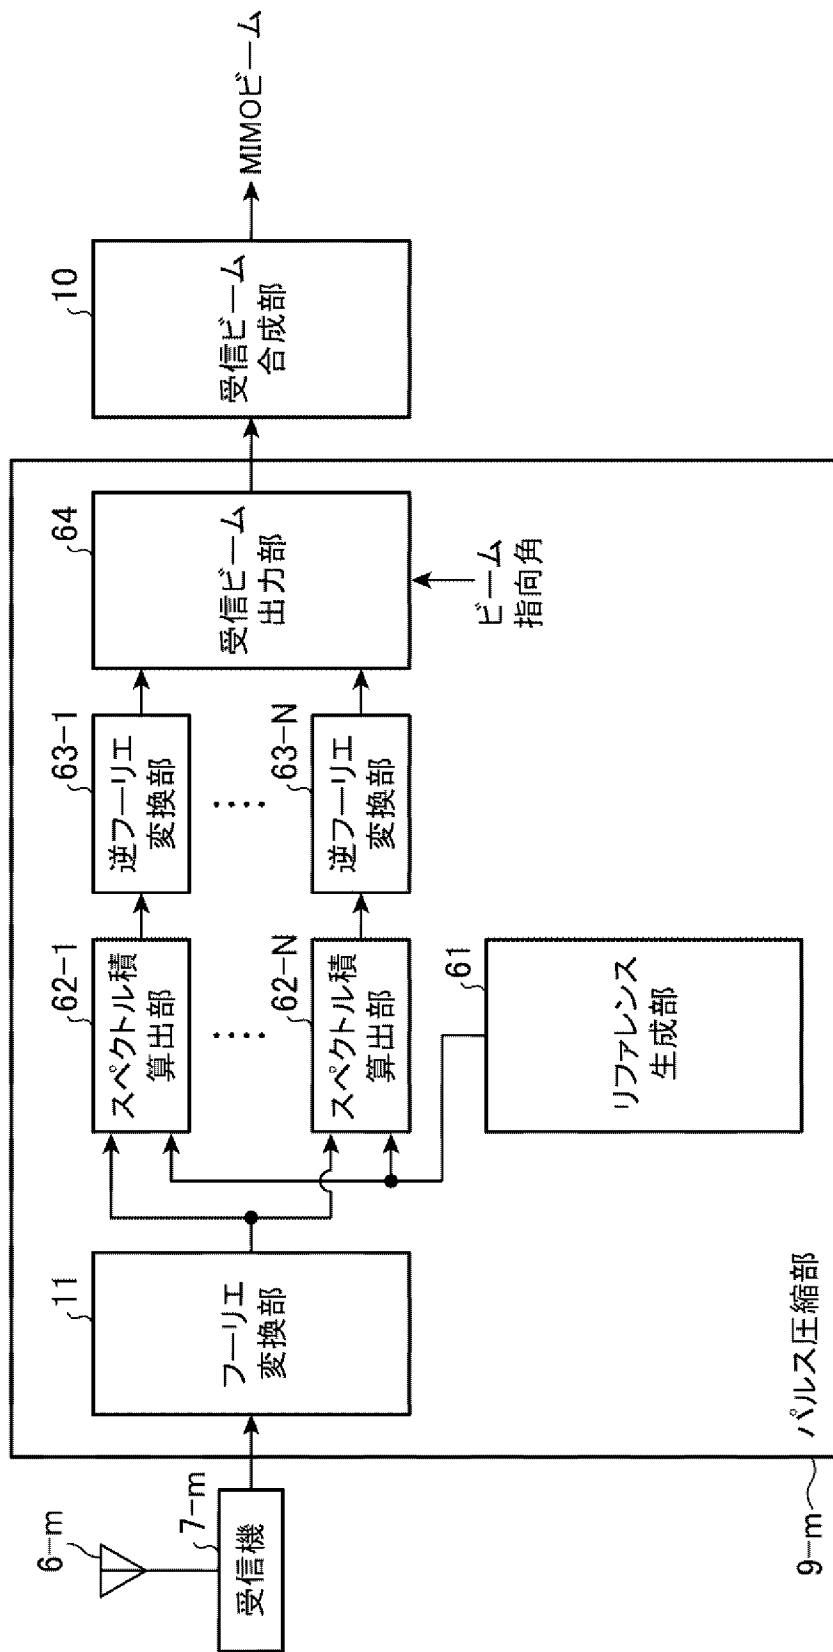 6-m
7-m
受信機
9-m
パルス圧縮部
11
フーリエ
変換部
62-1
スペクトル積
算出部
62-N
スペクトル積
算出部
61
リファレンス
生成部
63-1
逆フーリエ
変換部
63-N
逆フーリエ
変換部
64
受信ビーム
出力部
ビーム
指向角
10
受信ビーム
合成部
MIMOビーム